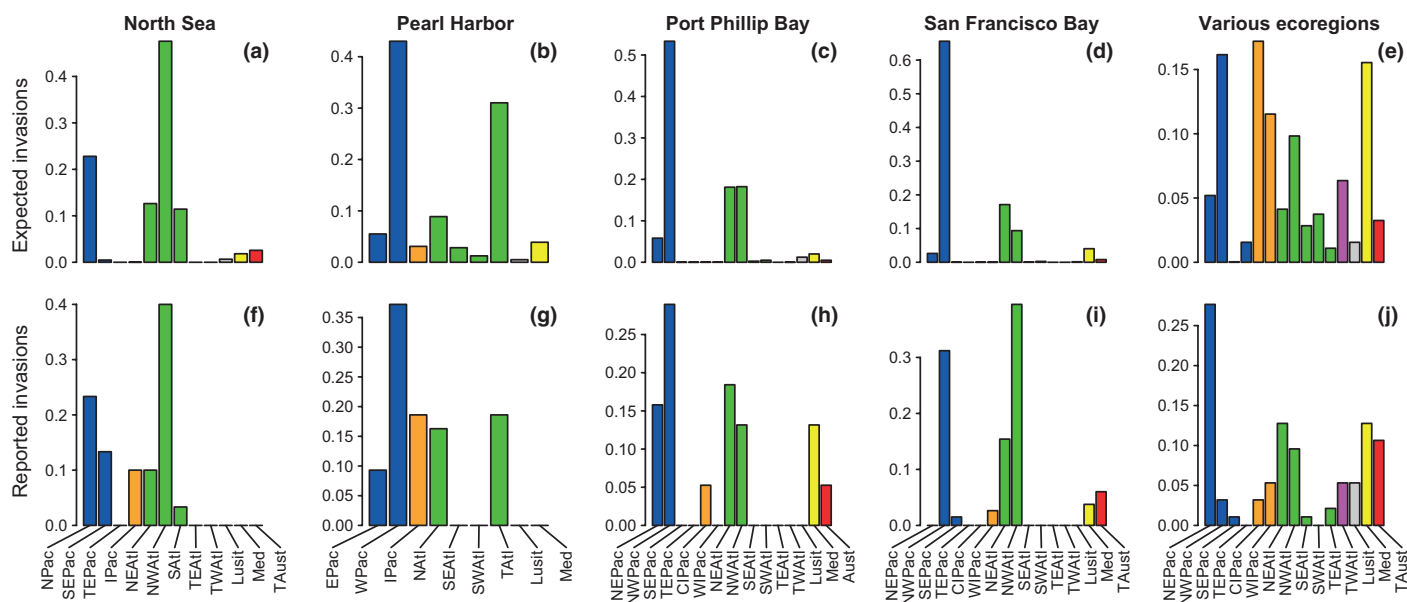 North Sea
Pearl Harbor
Port Phillip Bay
San Francisco Bay
Various ecoregions
Expected invasions
(a)
0.4
0.3
0.2
0.1
0.0
(b)
0.4
0.3
0.2
0.1
0.0
(c)
0.5
0.4
0.3
0.2
0.1
0.0
(d)
0.6
0.5
0.4
0.3
0.2
0.1
0.0
(e)
0.15
0.10
0.05
0.00
Reported invasions
(f)
0.4
0.3
0.2
0.1
0.0
NPac
SEPac
TEPac
IPac
NEAtl
NWAtl
SAtl
TEAtl
TWAtl
Lusit
Med
TAust
(g)
0.35
0.30
0.25
0.20
0.15
0.10
0.05
0.00
EPac
WPac
IPac
NAtl
SEAtl
SWAtl
TAtl
Lusit
Med
(h)
0.25
0.20
0.15
0.10
0.05
0.00
NEPac
NWPac
SEPac
TEPac
CIPac
WIPac
NEAtl
NWAtl
SEAtl
SWAtl
TEAtl
TWAtl
Lusit
Med
Aust
(i)
0.3
0.2
0.1
0.0
NEPac
NWPac
SEPac
TEPac
CIPac
WIPac
NEAtl
NWAtl
SEAtl
SWAtl
TEAtl
TWAtl
Lusit
Med
TAust
(j)
0.25
0.20
0.15
0.10
0.05
0.00
NEPac
NWPac
SEPac
TEPac
CIPac
WIPac
NEAtl
NWAtl
SEAtl
SWAtl
TEAtl
TWAtl
Lusit
Med
TAust